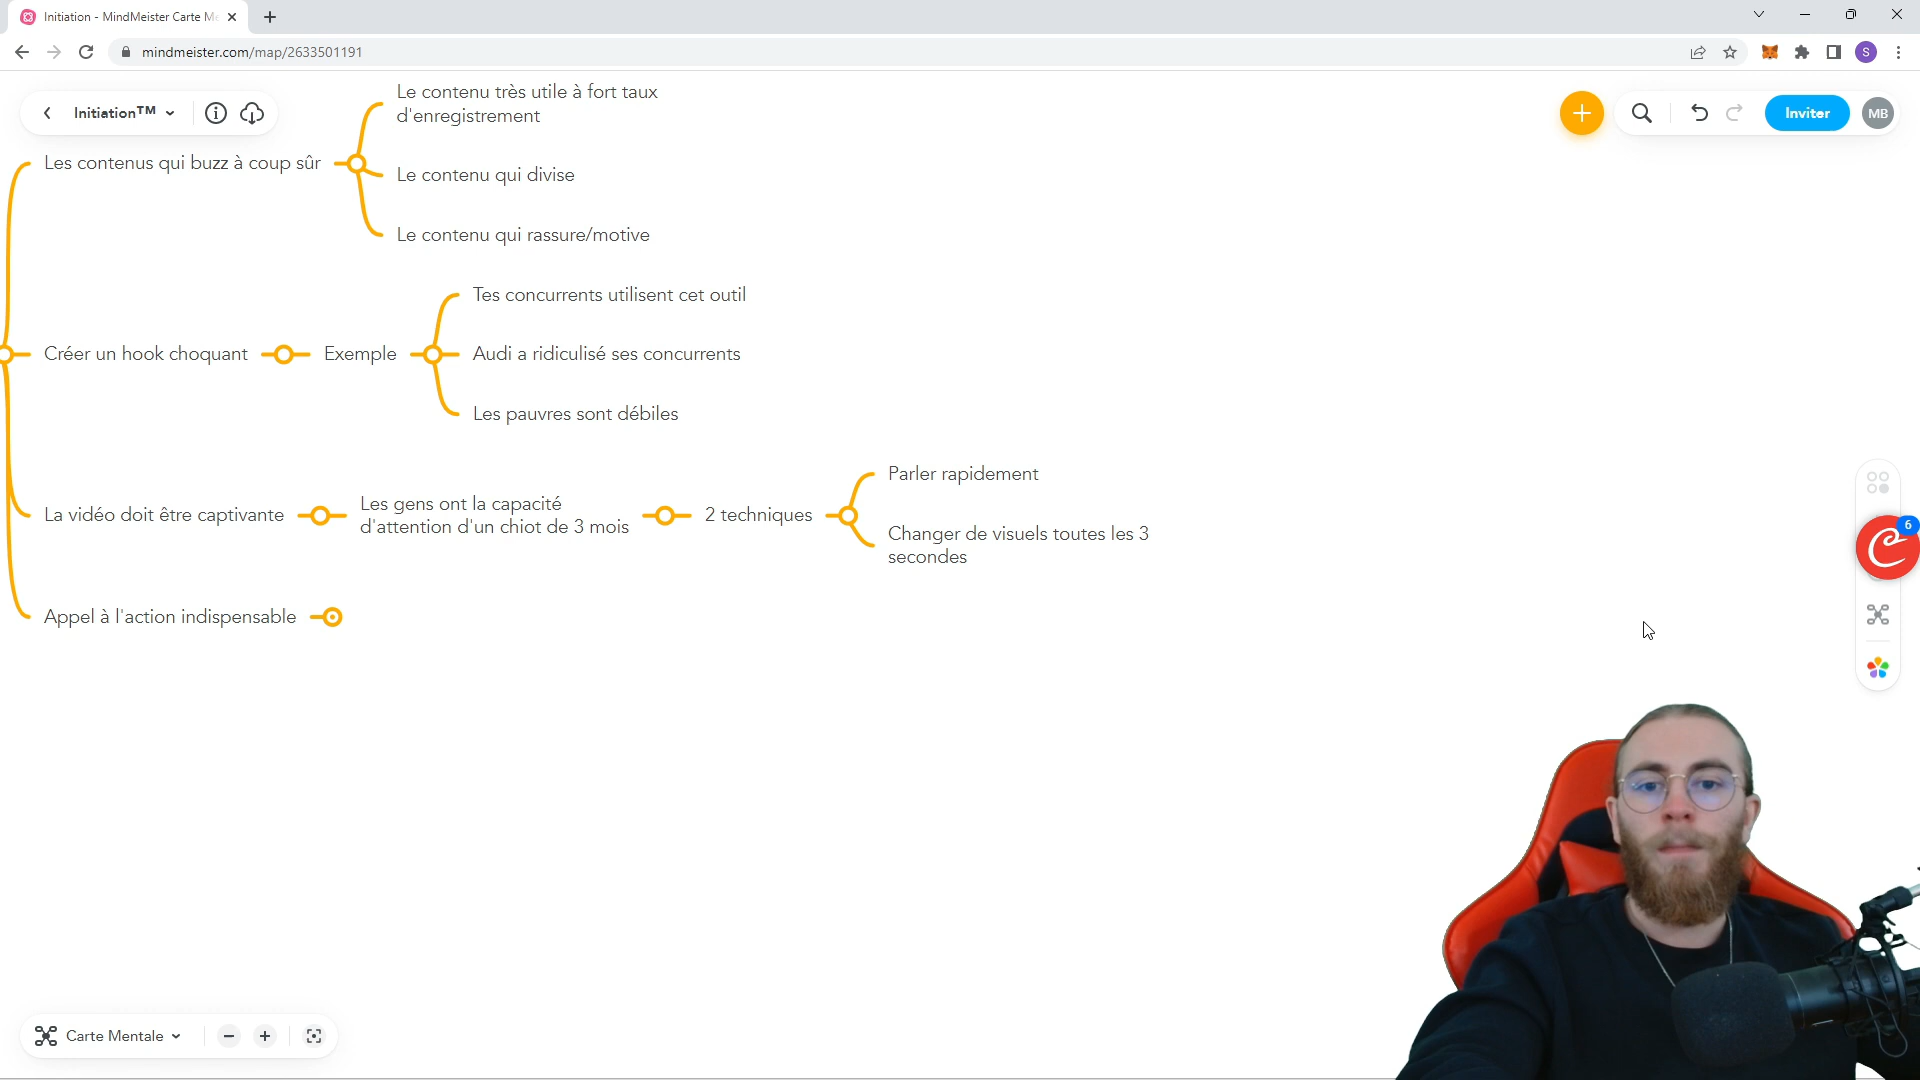 Initiation - MindMeister Carte Me
mindmeister.com/map/2633501191
S
Initiation™
Inviter
MB
Le contenu très utile à fort taux
d'enregistrement
Les contenus qui buzz à coup sûr
Le contenu qui divise
Le contenu qui rassure/motive
Tes concurrents utilisent cet outil
Créer un hook choquant
Exemple
Audi a ridiculisé ses concurrents
Les pauvres sont débiles
Parler rapidement
La vidéo doit être captivante
Les gens ont la capacité
d'attention d'un chiot de 3 mois
2 techniques
Changer de visuels toutes les 3
secondes
6
Appel à l'action indispensable
Carte Mentale